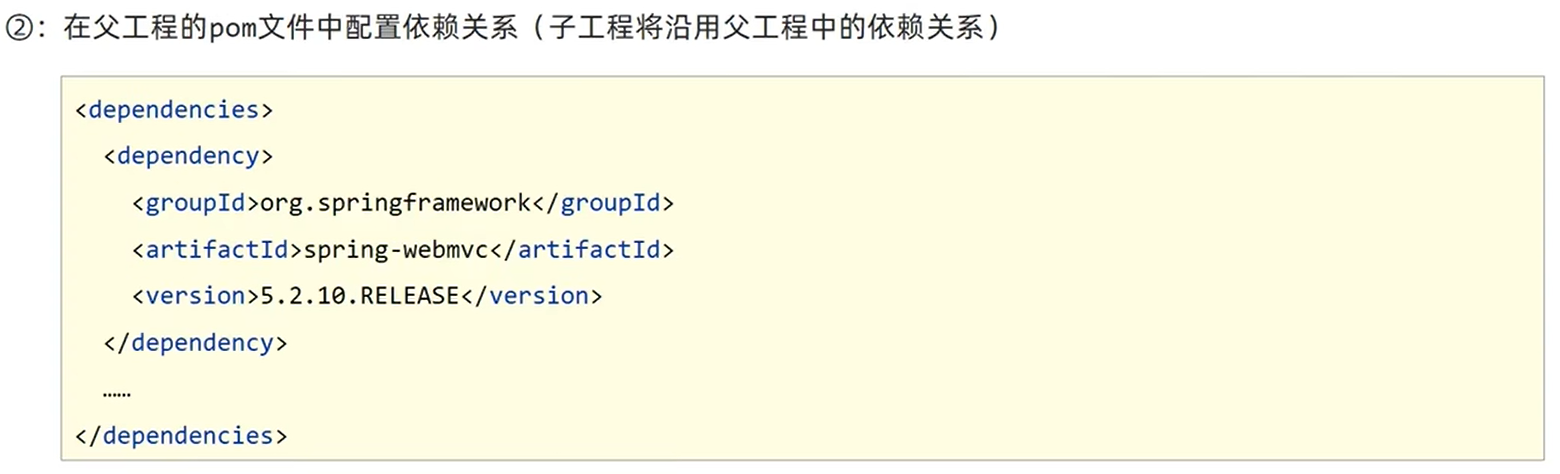 ②：在父工程的pom文件中配置依赖关系（子工程将沿用父工程中的依赖关系）
<dependencies>
<dependency>
<groupId>org.springframework</groupId>
<artifactId>spring-webmvc</artifactId>
<version>5.2.10.RELEASE</version>
</dependency>
……
</dependencies>